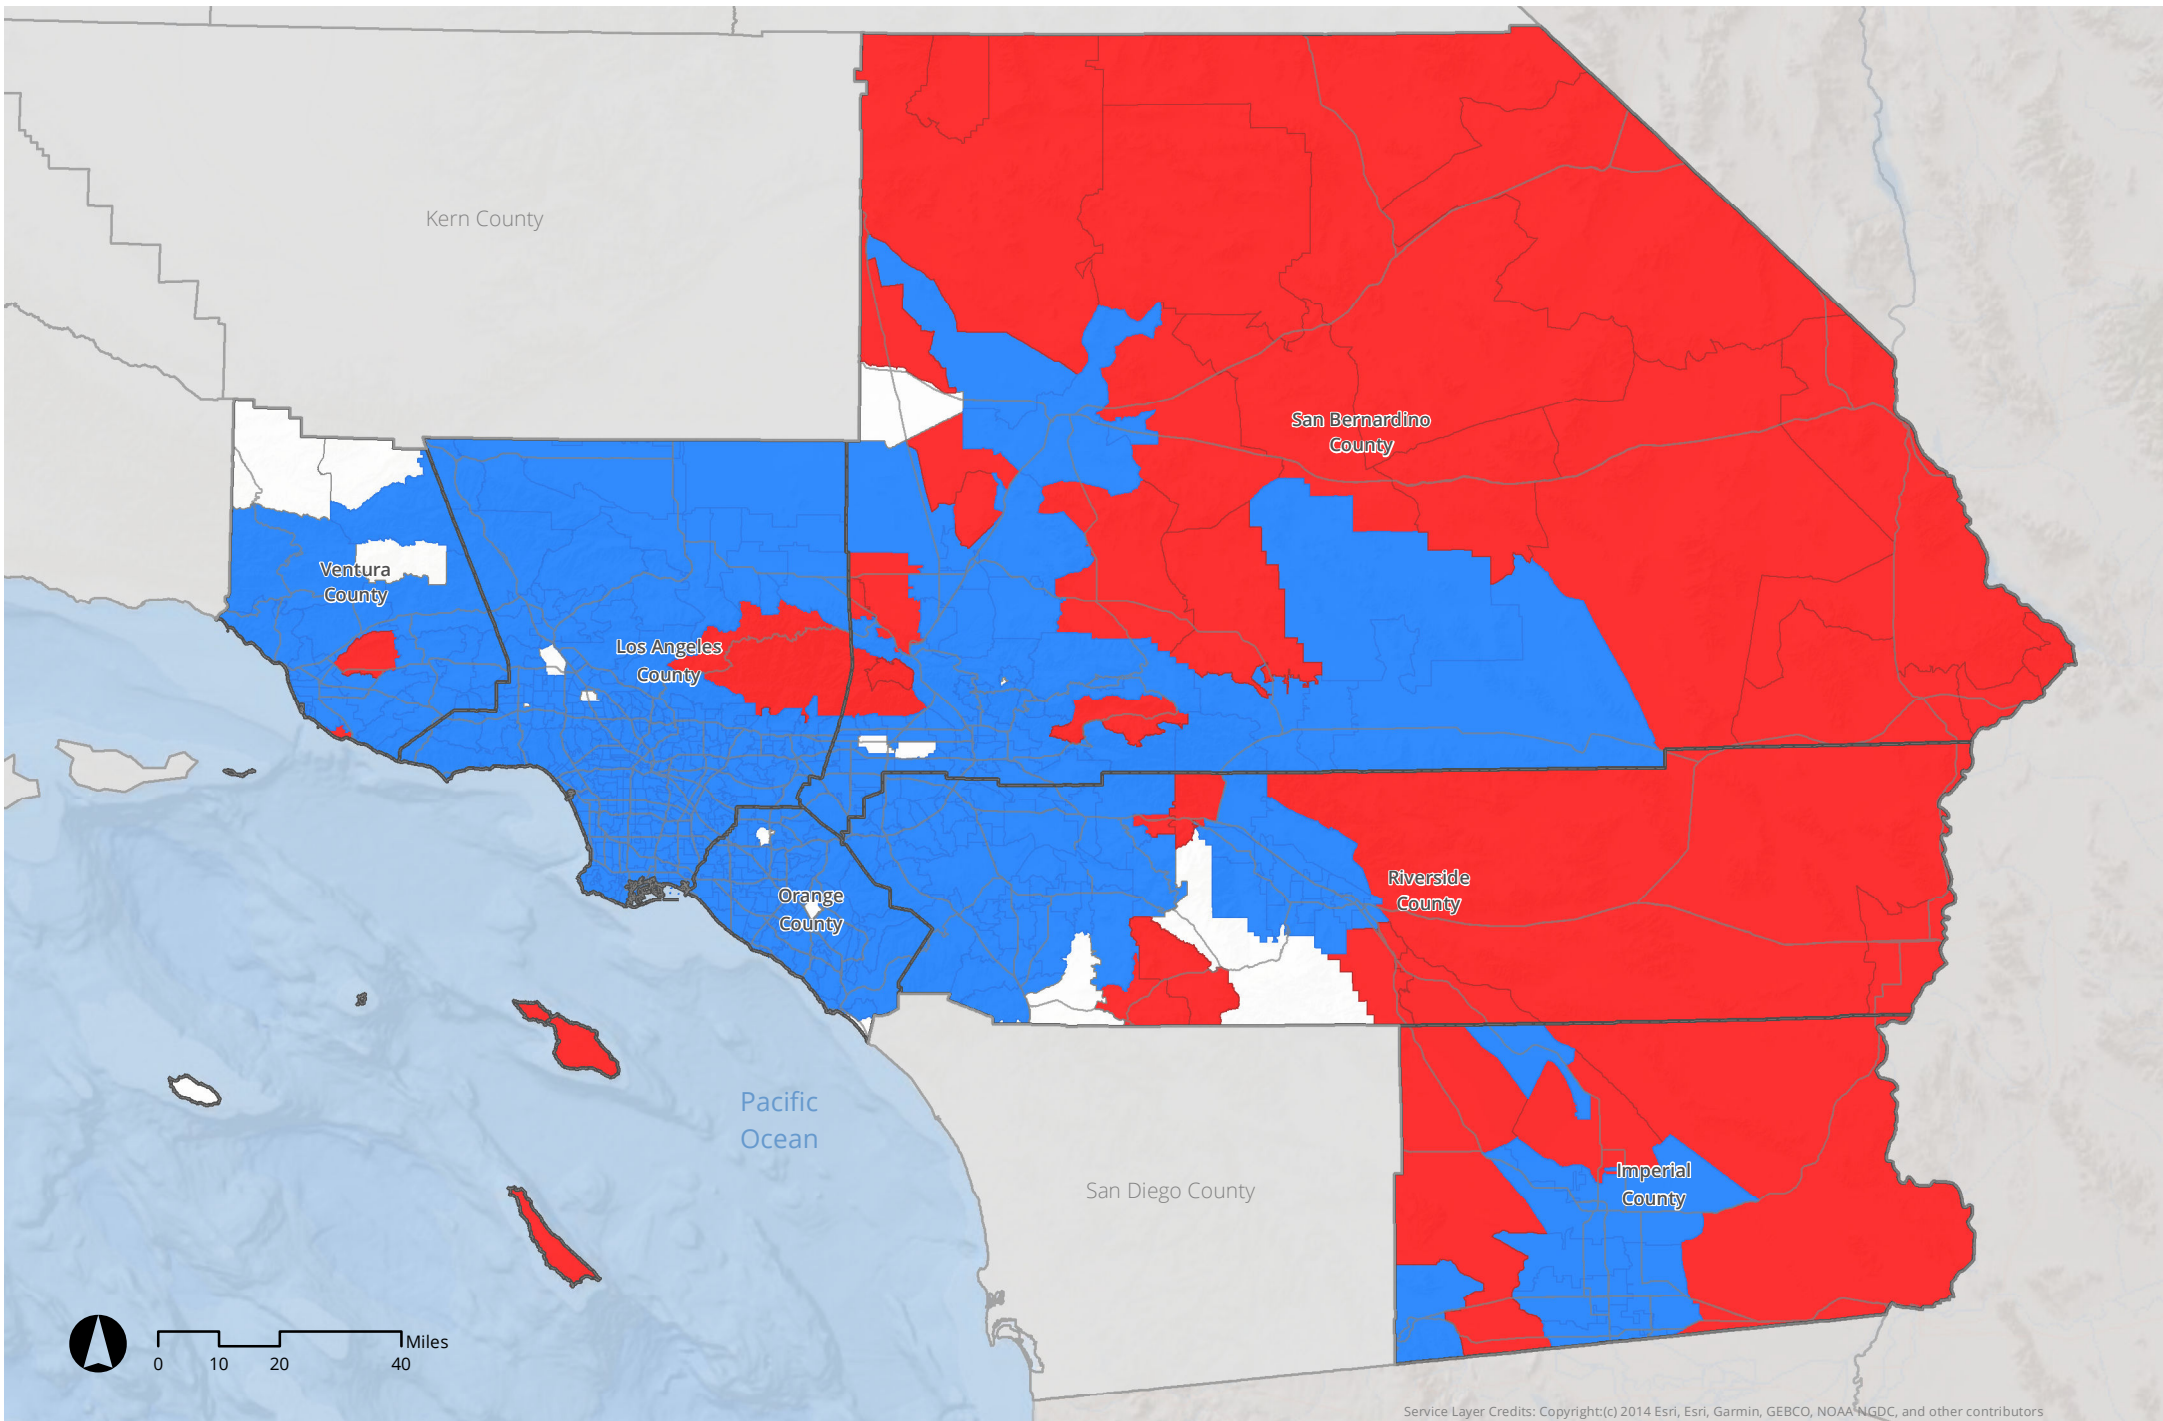 Kern County
San Bernardino
County
Ventura
County
Los Angeles
County
Riverside
County
Orange
County
Pacific
Ocean
Imperial
County
San Diego County
Miles
0 10 20 40
Service Layer Credits: Copyright:(c) 2014 Esri, Esri, Garmin, GEBCO, NOAA NGDC, and other contributors